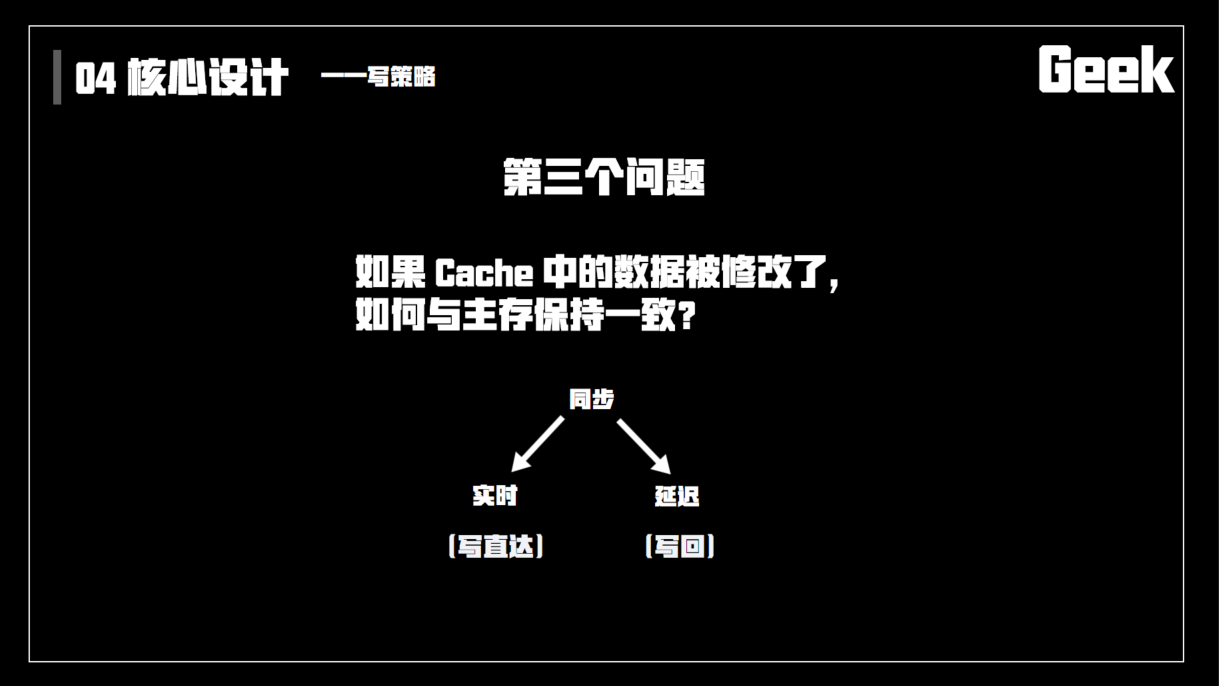 04 核心设计 ——写策略
Geek
第三个问题
如果 Cache 中的数据被修改了,
如何与主存保持一致?
同步
实时 延迟
(写直达) (写回)